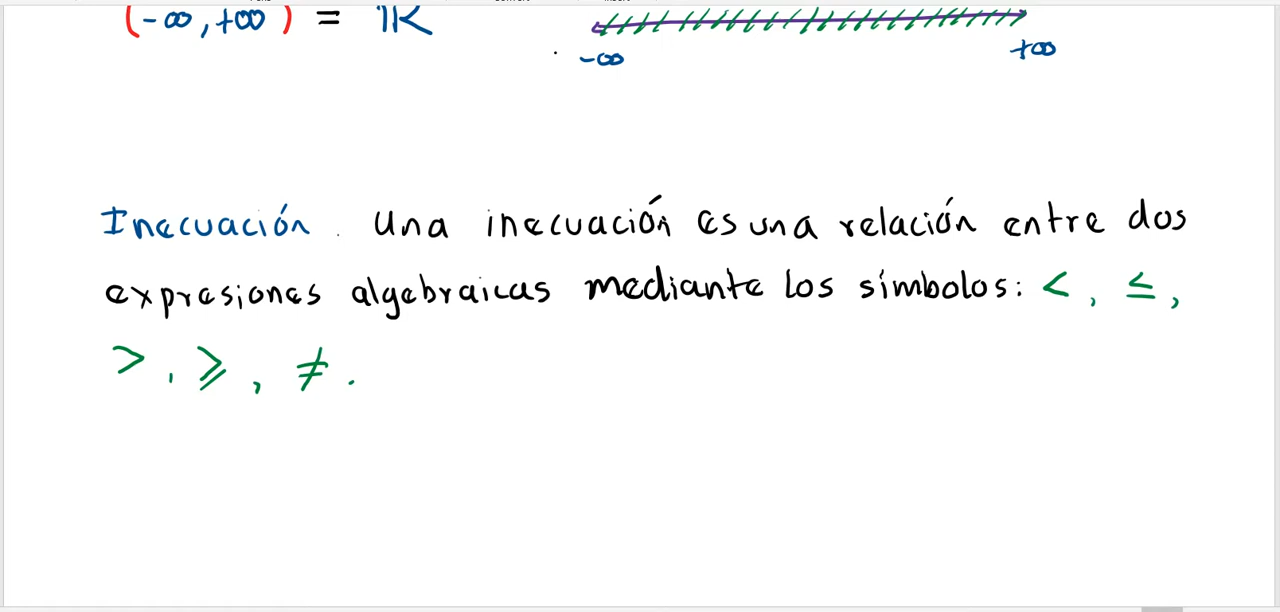 (-∞, +∞) = ℝ
-∞ +∞
Inecuación. Una inecuación es una relación entre dos
expresiones algebraicas mediante los símbolos: <, ≤,
>, ≥, ≠.